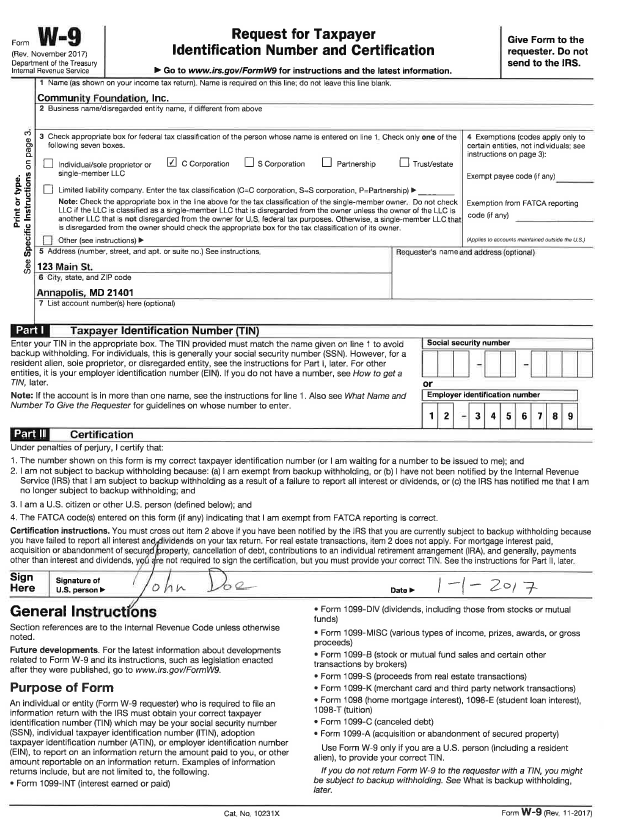 Form W-9
(Rev. November 2017)
Department of the Treasury
Internal Revenue Service
Request for Taxpayer
Identification Number and Certification
▶ Go to www.irs.gov/FormW9 for instructions and the latest information.
Give Form to the
requester. Do not
send to the IRS.
Print or type.
See Specific Instructions on page 3.
1 Name (as shown on your income tax return). Name is required on this line; do not leave this line blank.
Community Foundation, Inc.
2 Business name/disregarded entity name, if different from above
3 Check appropriate box for federal tax classification of the person whose name is entered on line 1. Check only one of the
following seven boxes.
☐ Individual/sole proprietor or
single-member LLC
☑ C Corporation
☐ S Corporation
☐ Partnership
☐ Trust/estate
☐ Limited liability company. Enter the tax classification (C=C corporation, S=S corporation, P=Partnership) ▶
Note: Check the appropriate box in the line above for the tax classification of the single-member owner. Do not check
LLC if the LLC is classified as a single-member LLC that is disregarded from the owner unless the owner of the LLC is
another LLC that is not disregarded from the owner for U.S. federal tax purposes. Otherwise, a single-member LLC that
is disregarded from the owner should check the appropriate box for the tax classification of its owner.
☐ Other (see instructions) ▶
4 Exemptions (codes apply only to
certain entities, not individuals; see
instructions on page 3):
Exempt payee code (if any)
Exemption from FATCA reporting
code (if any)
(Applies to accounts maintained outside the U.S.)
5 Address (number, street, and apt. or suite no.) See instructions.
123 Main St.
Requester's name and address (optional)
6 City, state, and ZIP code
Annapolis, MD 21401
7 List account number(s) here (optional)
Part I Taxpayer Identification Number (TIN)
Enter your TIN in the appropriate box. The TIN provided must match the name given on line 1 to avoid
backup withholding. For individuals, this is generally your social security number (SSN). However, for a
resident alien, sole proprietor, or disregarded entity, see the instructions for Part I, later. For other
entities, it is your employer identification number (EIN). If you do not have a number, see How to get a
TIN, later.
Note: If the account is in more than one name, see the instructions for line 1. Also see What Name and
Number To Give the Requester for guidelines on whose number to enter.
Social security number
– –
or
Employer identification number
1 2 – 3 4 5 6 7 8 9
Part II Certification
Under penalties of perjury, I certify that:
1. The number shown on this form is my correct taxpayer identification number (or I am waiting for a number to be issued to me); and
2. I am not subject to backup withholding because: (a) I am exempt from backup withholding, or (b) I have not been notified by the Internal Revenue
Service (IRS) that I am subject to backup withholding as a result of a failure to report all interest or dividends, or (c) the IRS has notified me that I am
no longer subject to backup withholding; and
3. I am a U.S. citizen or other U.S. person (defined below); and
4. The FATCA code(s) entered on this form (if any) indicating that I am exempt from FATCA reporting is correct.
Certification instructions. You must cross out item 2 above if you have been notified by the IRS that you are currently subject to backup withholding because
you have failed to report all interest and dividends on your tax return. For real estate transactions, item 2 does not apply. For mortgage interest paid,
acquisition or abandonment of secured property, cancellation of debt, contributions to an individual retirement arrangement (IRA), and generally, payments
other than interest and dividends, you are not required to sign the certification, but you must provide your correct TIN. See the instructions for Part II, later.
Sign
Here
Signature of
U.S. person ▶
John Doe
Date ▶ 1-1-2017
General Instructions
Section references are to the Internal Revenue Code unless otherwise
noted.
Future developments. For the latest information about developments
related to Form W-9 and its instructions, such as legislation enacted
after they were published, go to www.irs.gov/FormW9.
Purpose of Form
An individual or entity (Form W-9 requester) who is required to file an
information return with the IRS must obtain your correct taxpayer
identification number (TIN) which may be your social security number
(SSN), individual taxpayer identification number (ITIN), adoption
taxpayer identification number (ATIN), or employer identification number
(EIN), to report on an information return the amount paid to you, or other
amount reportable on an information return. Examples of information
returns include, but are not limited to, the following.
• Form 1099-INT (interest earned or paid)
• Form 1099-DIV (dividends, including those from stocks or mutual
funds)
• Form 1099-MISC (various types of income, prizes, awards, or gross
proceeds)
• Form 1099-B (stock or mutual fund sales and certain other
transactions by brokers)
• Form 1099-S (proceeds from real estate transactions)
• Form 1099-K (merchant card and third party network transactions)
• Form 1098 (home mortgage interest), 1098-E (student loan interest),
1098-T (tuition)
• Form 1099-C (canceled debt)
• Form 1099-A (acquisition or abandonment of secured property)
Use Form W-9 only if you are a U.S. person (including a resident
alien), to provide your correct TIN.
If you do not return Form W-9 to the requester with a TIN, you might
be subject to backup withholding. See What is backup withholding,
later.
Cat. No. 10231X
Form W-9 (Rev. 11-2017)